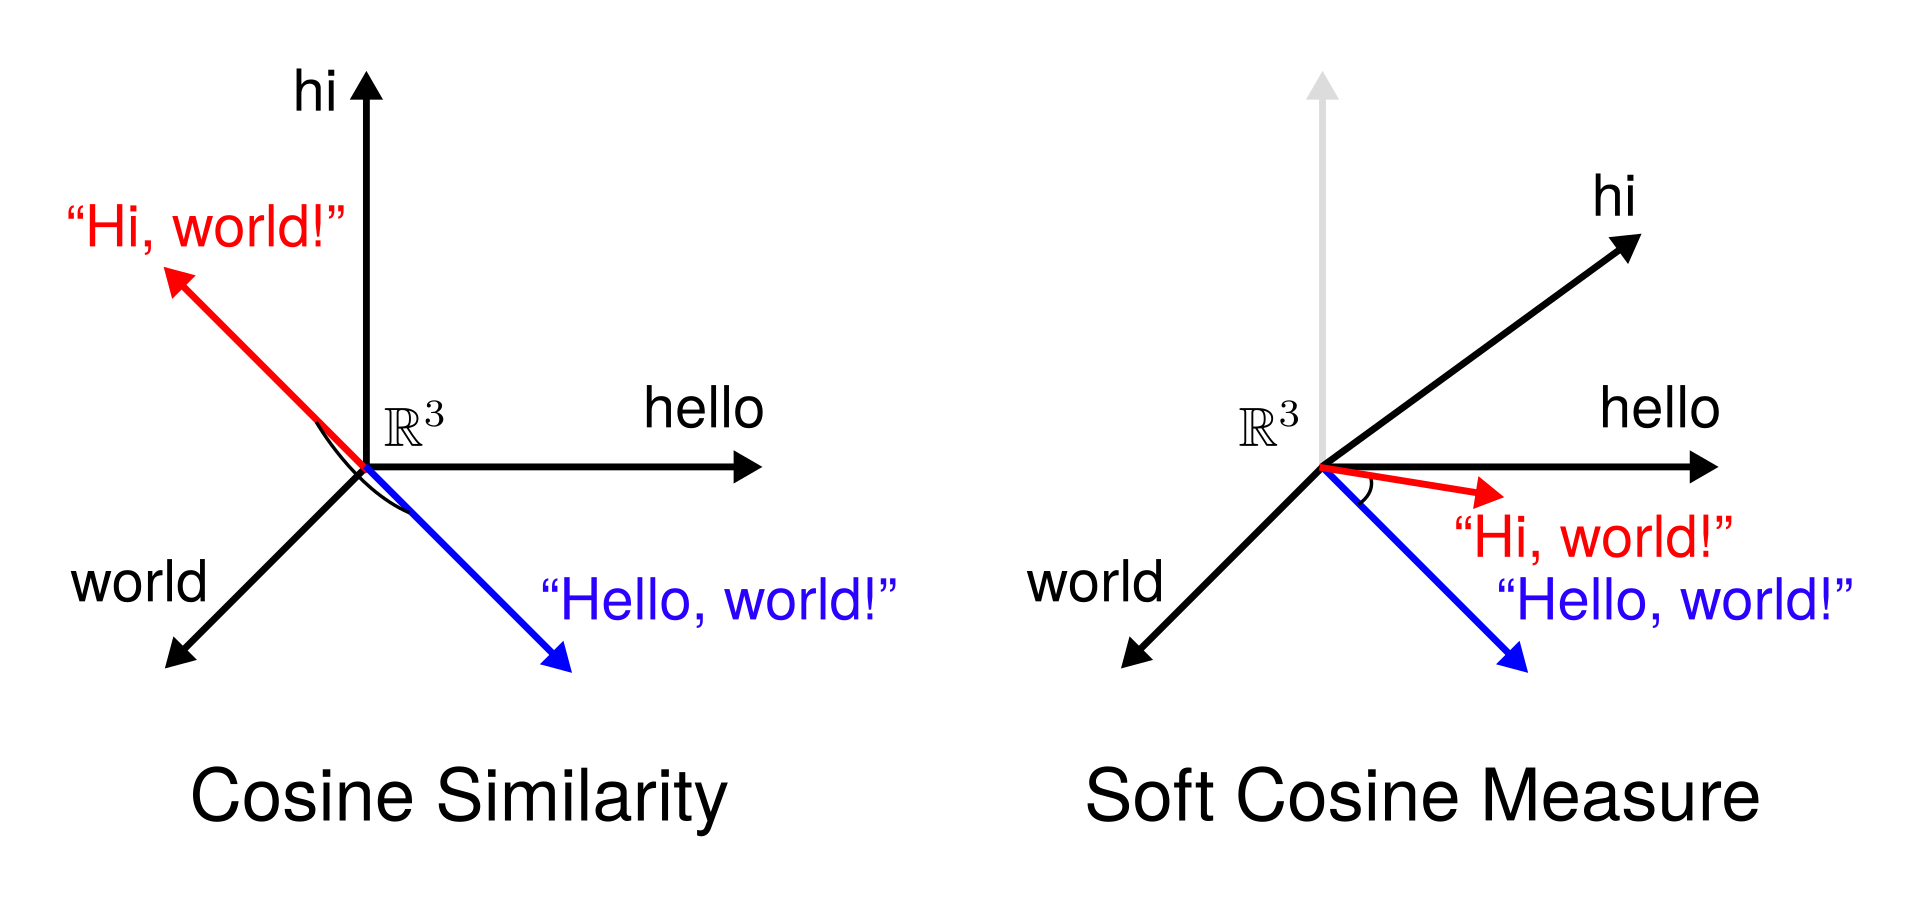 hi
“Hi, world!”
ℝ³
hello
world
“Hello, world!”
Cosine Similarity
hi
ℝ³
hello
“Hi, world!”
world
“Hello, world!”
Soft Cosine Measure